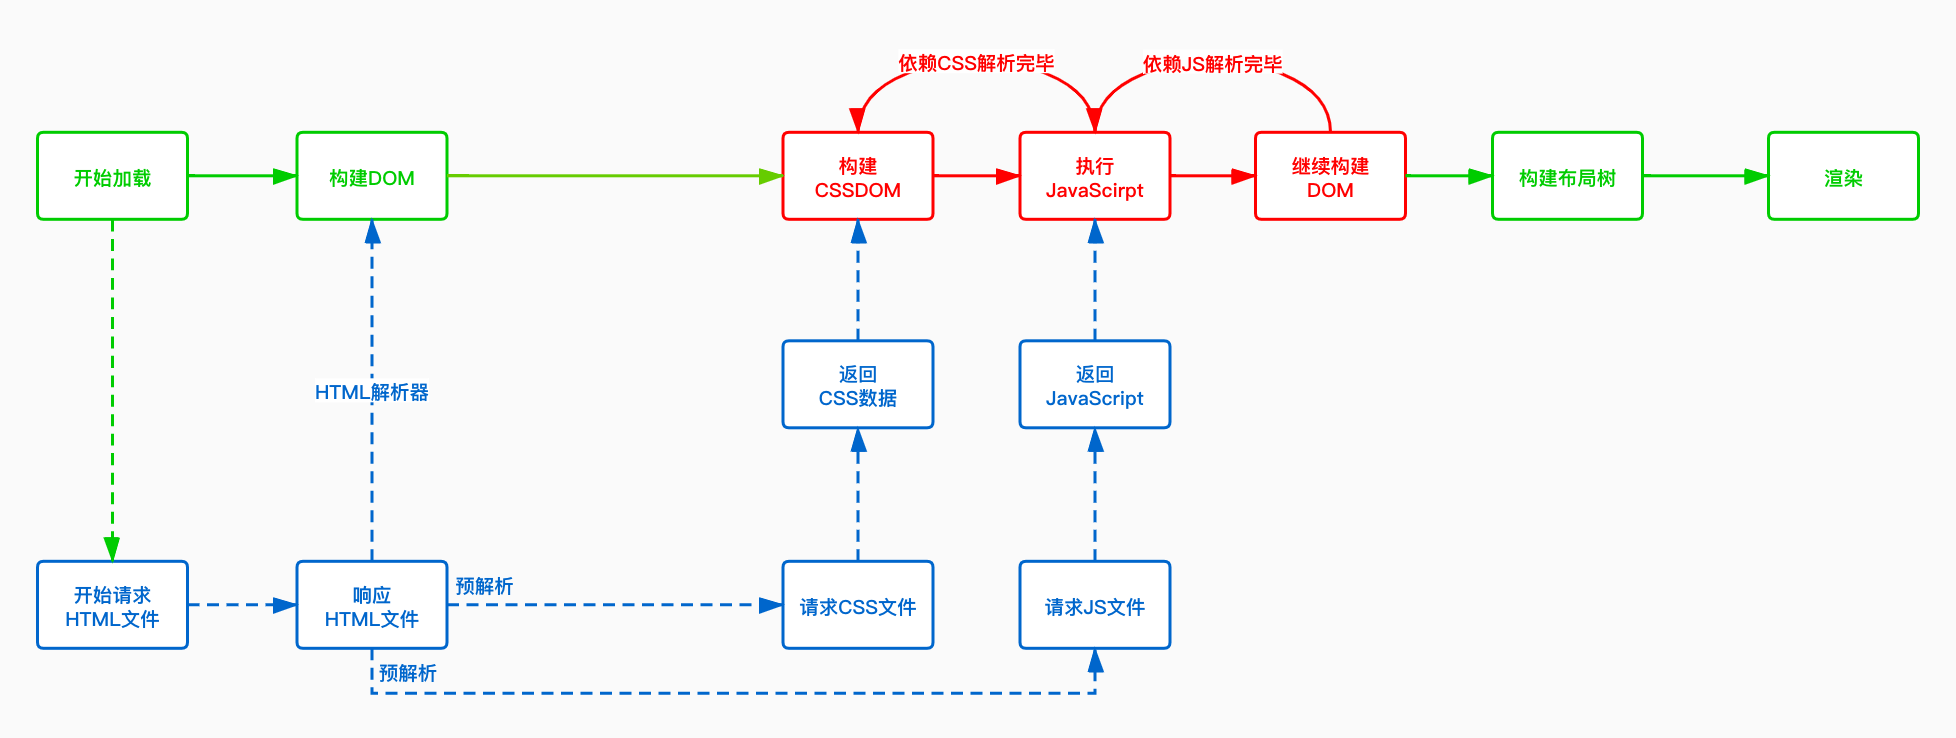 依赖CSS解析完毕
依赖JS解析完毕
开始加载
构建DOM
构建
CSSDOM
执行
JavaScirpt
继续构建
DOM
构建布局树
渲染
HTML解析器
返回
CSS数据
返回
JavaScript
开始请求
HTML文件
响应
HTML文件
预解析
请求CSS文件
请求JS文件
预解析